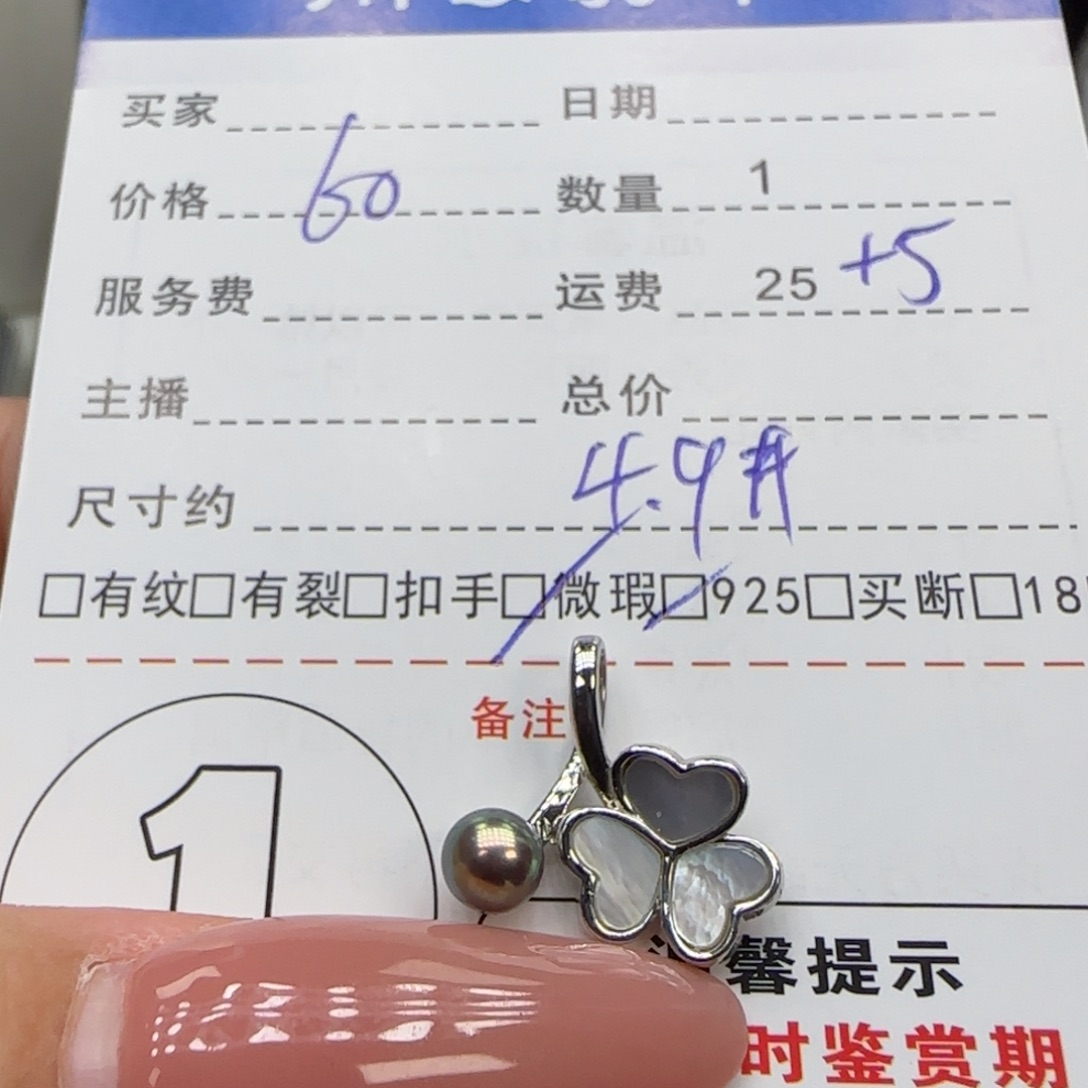 买家 日期
价格 60 数量 1
服务费 运费 25 +5
主播 总价
尺寸约 4.9#
□有纹□有裂□扣手□微瑕□925□买断□18
备注
1
馨提示
时鉴赏期